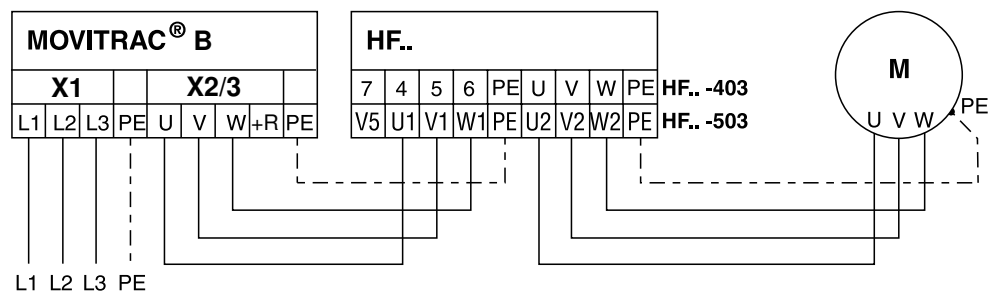 MOVITRAC® B
X1 X2/3
L1 L2 L3 PE U V W +R PE
HF..
7 4 5 6 PE U V W PE HF.. -403
V5 U1 V1 W1 PE U2 V2 W2 PE HF.. -503
M
U V W PE
L1 L2 L3 PE